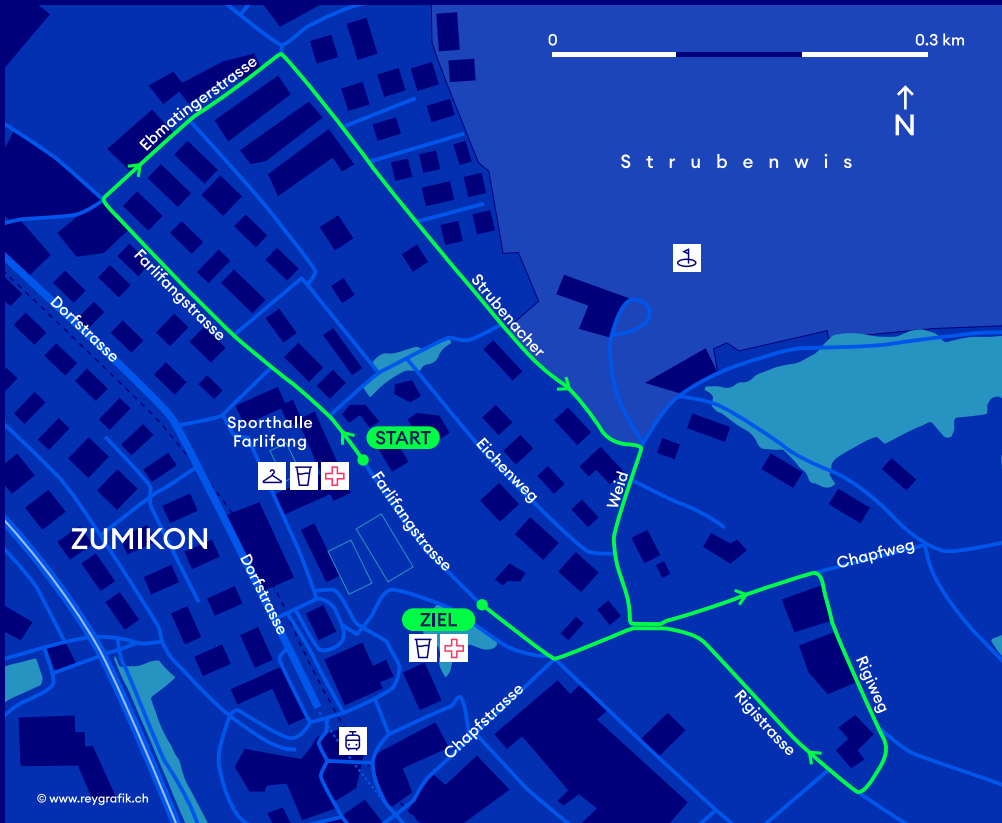 0
0.3 km
N
Strubenwis
Ebmatingerstrasse
Farlifangstrasse
Dorfstrasse
Strubenacher
Sporthalle
Farlifang
START
Eichenweg
Farlifangstrasse
Weid
ZUMIKON
Dorfstrasse
Chapfweg
ZIEL
Rigiweg
Chapfstrasse
Rigistrasse
© www.reygrafik.ch